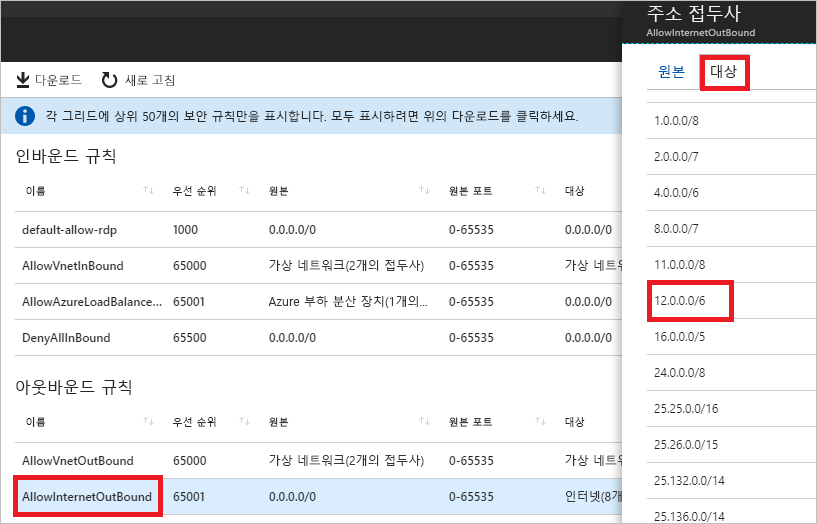 주소 접두사
AllowInternetOutBound
다운로드 새로 고침
원본 대상
각 그리드에 상위 50개의 보안 규칙만을 표시합니다. 모두 표시하려면 위의 다운로드를 클릭하세요.
인바운드 규칙
이름 우선 순위 원본 원본 포트 대상
default-allow-rdp 1000 0.0.0.0/0 0-65535 0.0.0.0/0
AllowVnetInBound 65000 가상 네트워크(2개의 접두사) 0-65535 가상 네트워
AllowAzureLoadBalance... 65001 Azure 부하 분산 장치(1개의... 0-65535 0.0.0.0/0
DenyAllInBound 65500 0.0.0.0/0 0-65535 0.0.0.0/0
아웃바운드 규칙
이름 우선 순위 원본 원본 포트 대상
AllowVnetOutBound 65000 가상 네트워크(2개의 접두사) 0-65535 가상 네트워
AllowInternetOutBound 65001 0.0.0.0/0 0-65535 인터넷(8개
1.0.0.0/8
2.0.0.0/7
4.0.0.0/6
8.0.0.0/7
11.0.0.0/8
12.0.0.0/6
16.0.0.0/5
24.0.0.0/8
25.25.0.0/16
25.26.0.0/15
25.132.0.0/14
25.136.0.0/14